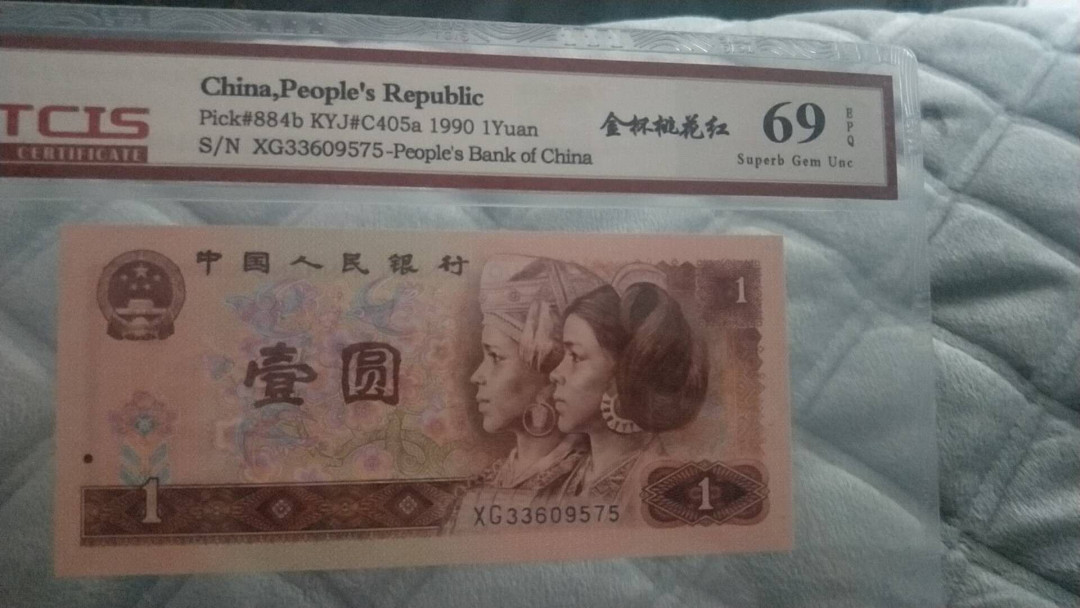 China,People's Republic
TCIS
CERTIFICATE
Pick#884b KYJ#C405a 1990 1Yuan
S/N XG33609575-People's Bank of China
金杯桃花红
69
EPQ
Superb Gem Unc
中国人民银行
1
壹圆
1
XG33609575
1